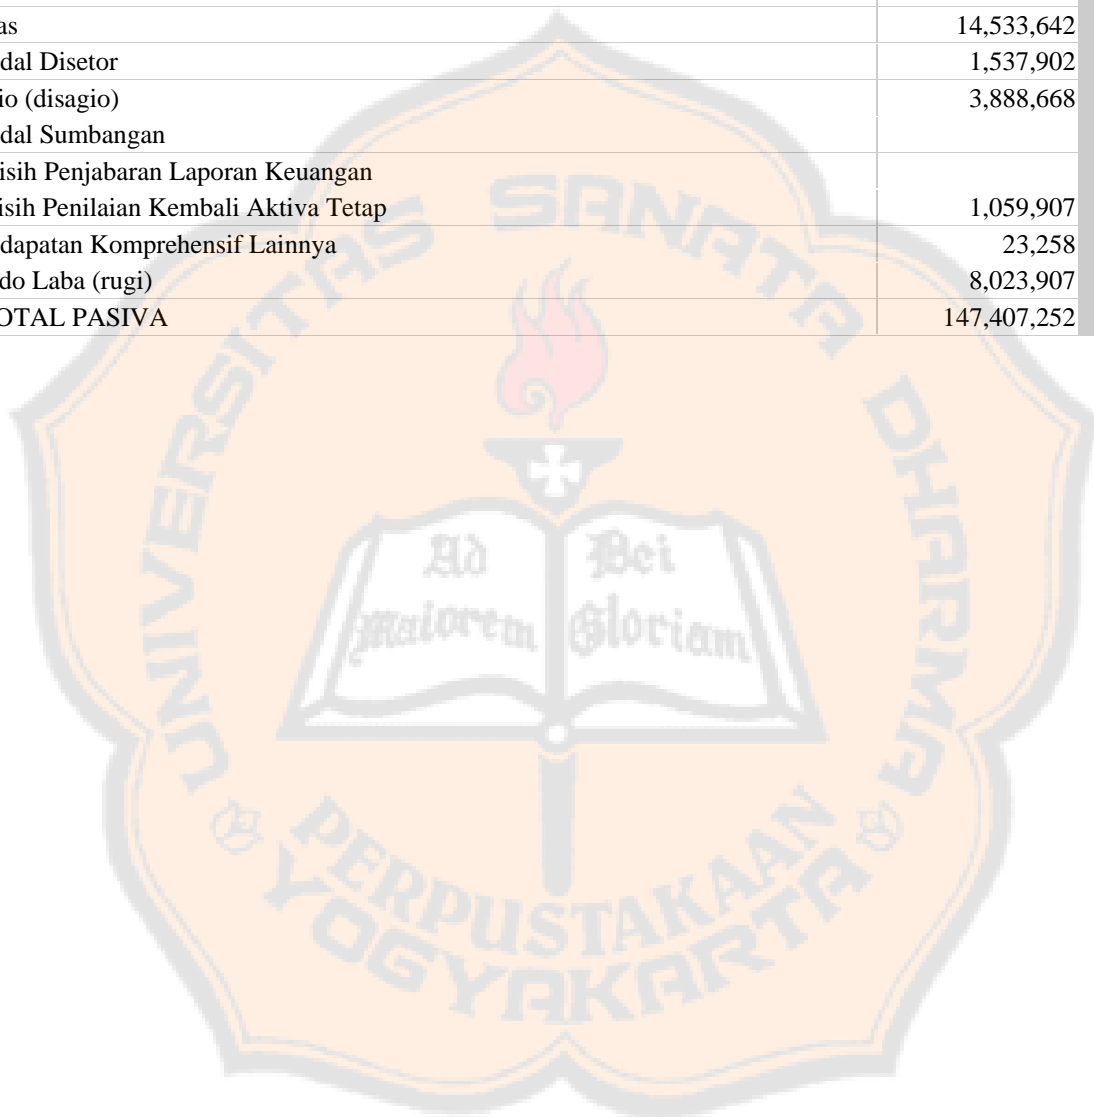 as 14,533,642
dal Disetor 1,537,902
io (disagio) 3,888,668
dal Sumbangan
isih Penjabaran Laporan Keuangan
isih Penilaian Kembali Aktiva Tetap 1,059,907
dapatan Komprehensif Lainnya 23,258
do Laba (rugi) 8,023,907
OTAL PASIVA 147,407,252
UNIVERSITAS SANATA DHARMA
Ad Dei
Maiorem Gloriam
PERPUSTAKAAN
YOGYAKARTA